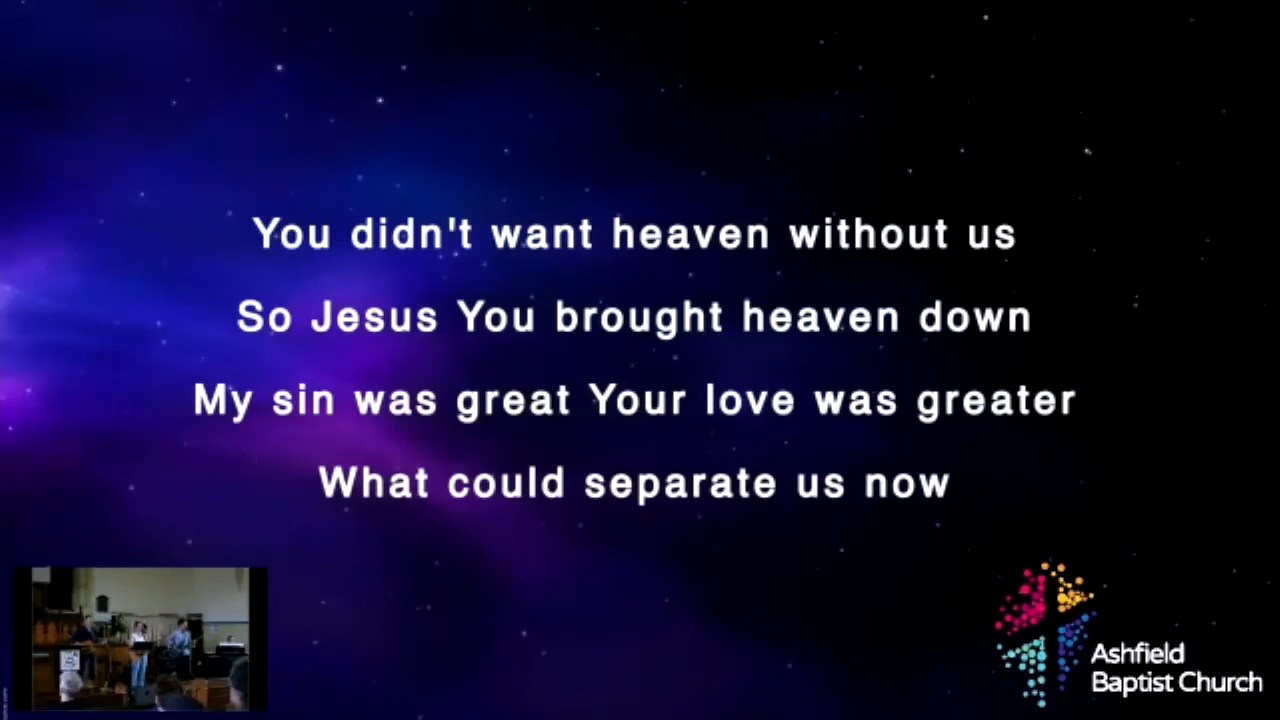 You didn't want heaven without us
So Jesus You brought heaven down
My sin was great Your love was greater
What could separate us now
Ashfield
Baptist Church